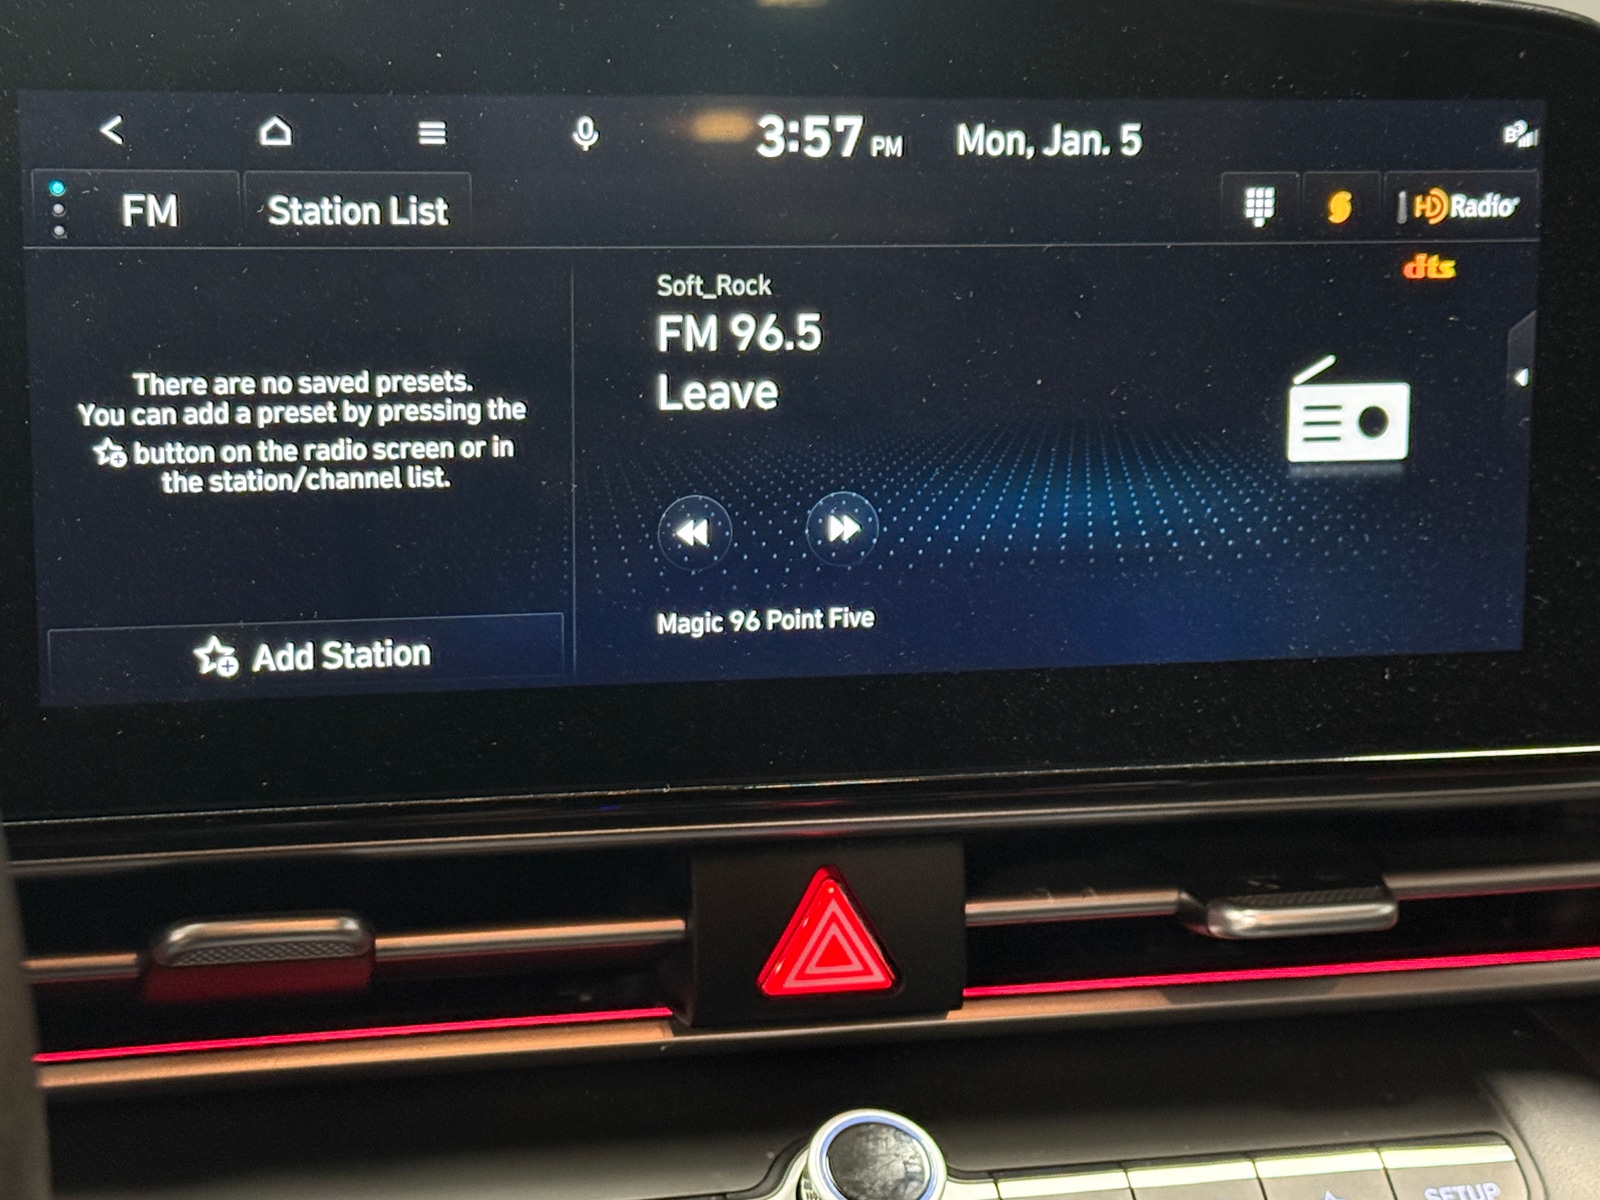 3:57 PM Mon, Jan. 5
FM Station List HD Radio
dts
Soft_Rock
FM 96.5
Leave
There are no saved presets.
You can add a preset by pressing the
button on the radio screen or in
the station/channel list.
Magic 96 Point Five
Add Station
SETUP